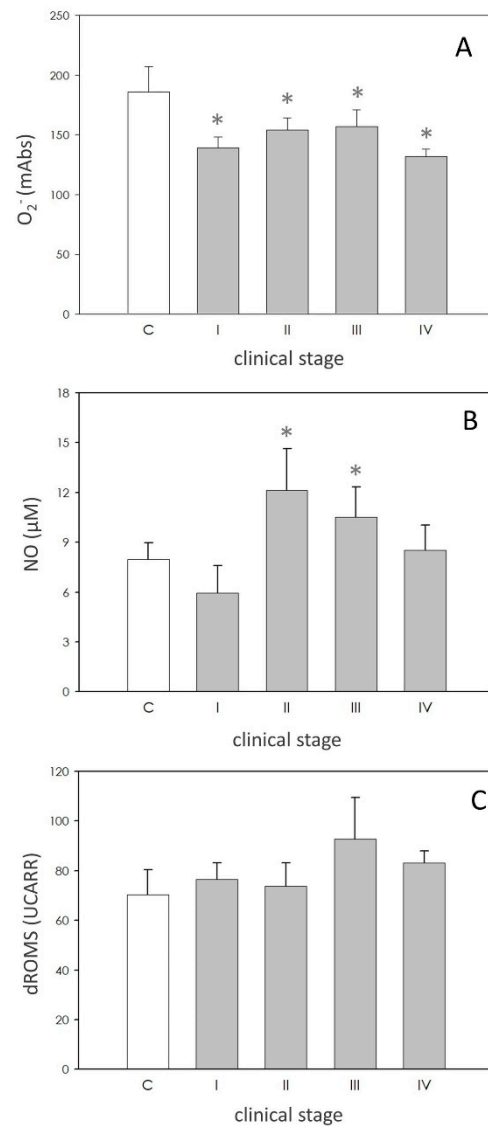 A
250
200
150
100
50
0
O₂⁻ (mAbs)
*
*
*
*
C I II III IV
clinical stage
B
18
15
12
9
6
3
0
NO (µM)
*
*
C I II III IV
clinical stage
C
120
100
80
60
40
20
0
dROMS (UCARR)
C I II III IV
clinical stage